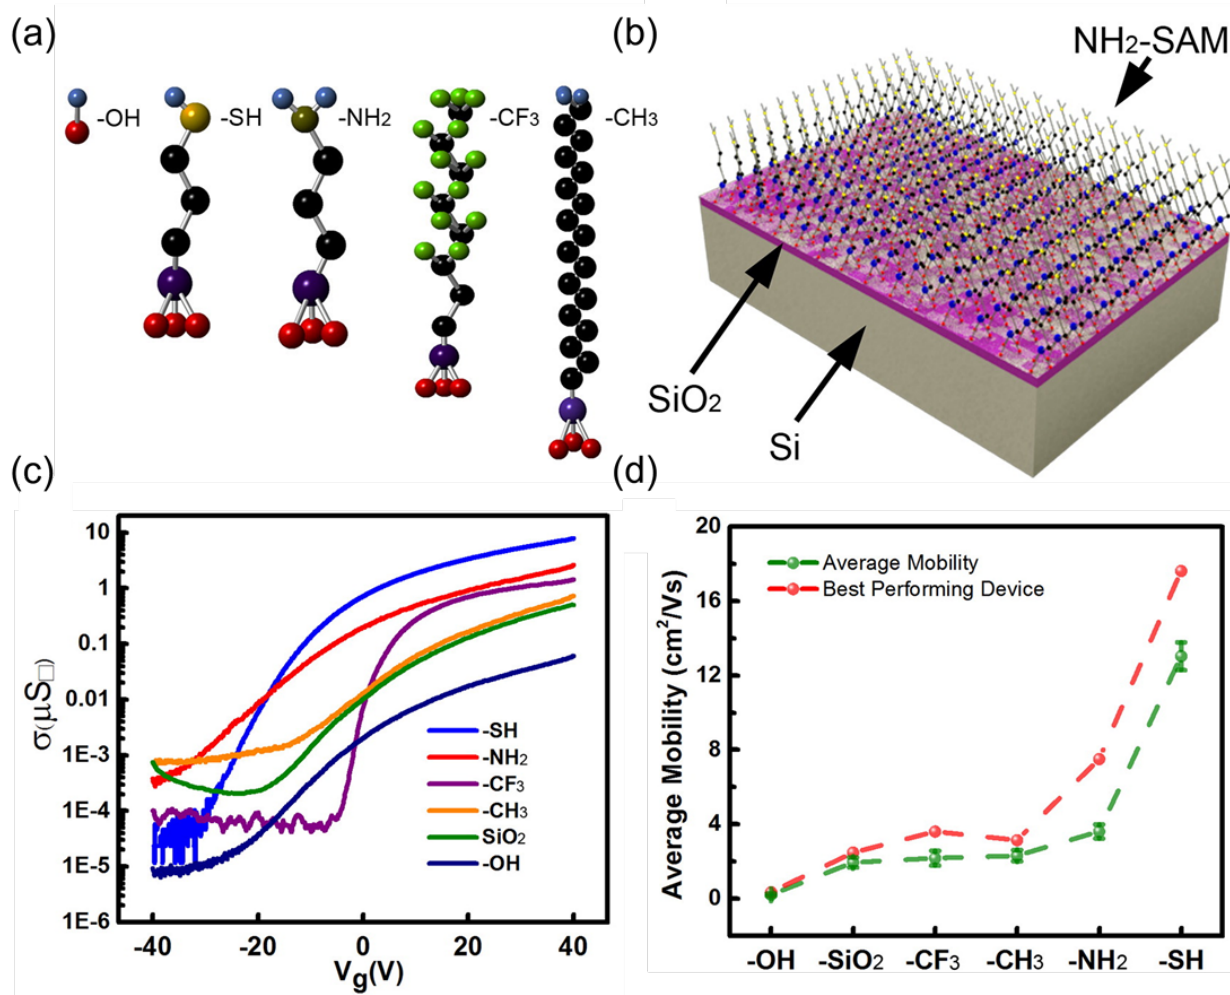 (a)
-OH
-SH
-NH₂
-CF₃
-CH₃
(b)
NH₂-SAM
SiO₂
Si
(c)
10
1
0.1
0.01
1E-3
1E-4
1E-5
1E-6
σ(μS□)
-40
-20
0
20
40
Vg(V)
-SH
-NH₂
-CF₃
-CH₃
SiO₂
-OH
(d)
20
16
12
8
4
0
Average Mobility (cm²/Vs)
Average Mobility
Best Performing Device
-OH
-SiO₂
-CF₃
-CH₃
-NH₂
-SH